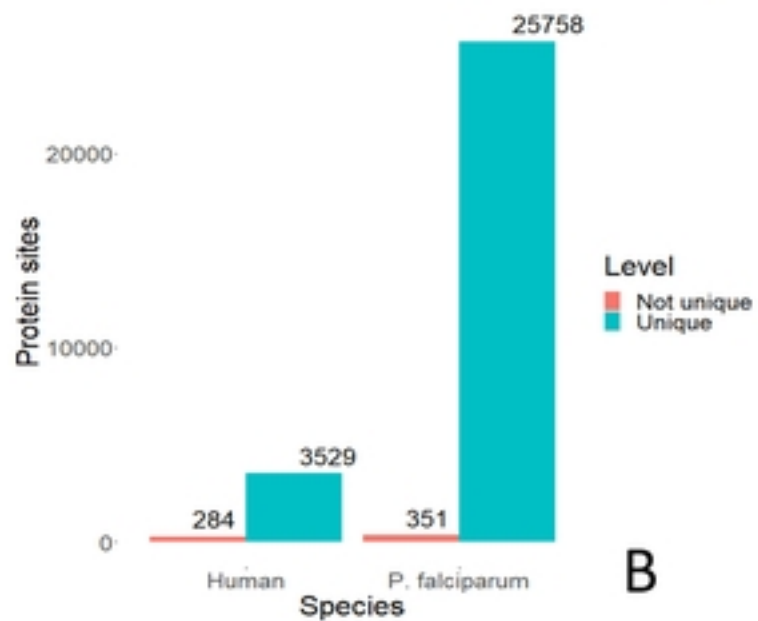 25758
20000
Protein sites
Level
Not unique
Unique
10000
3529
284
351
0
B
Human
P. falciparum
Species